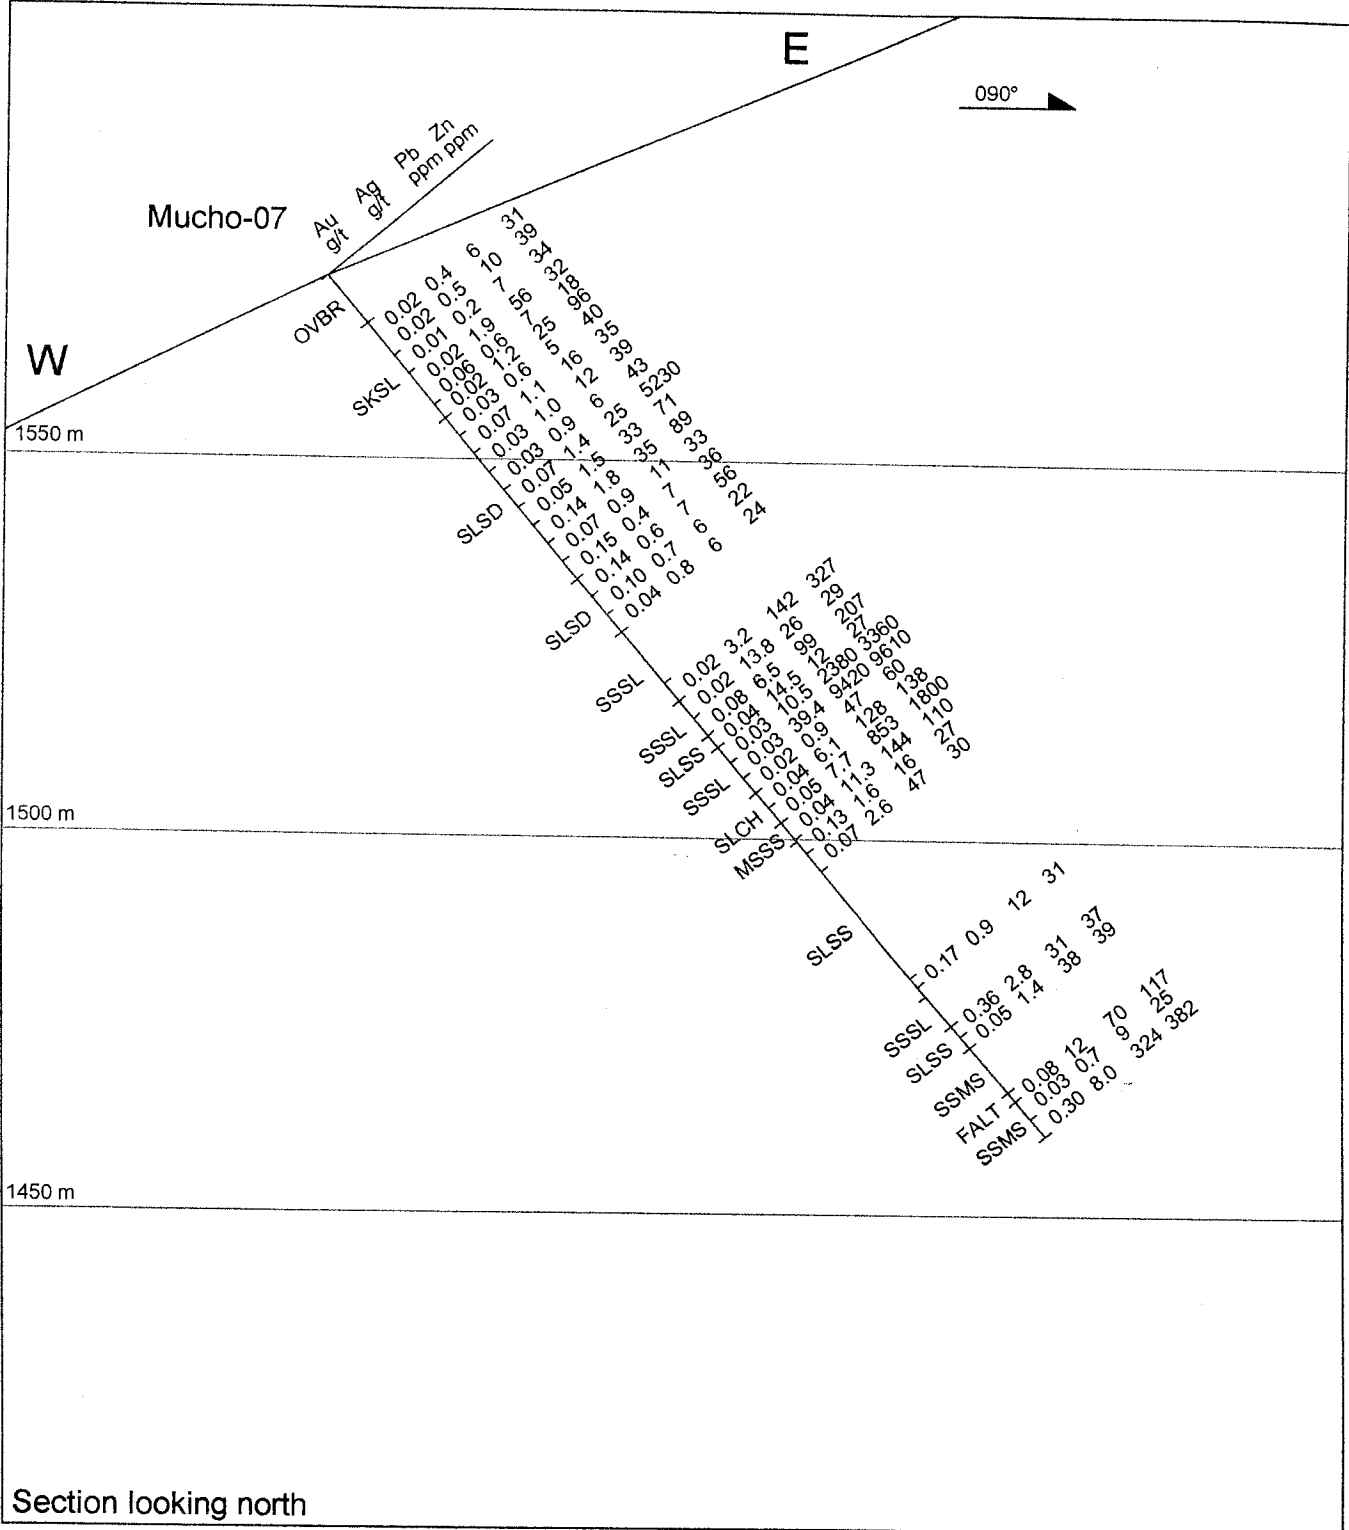 E
090°
Au Ag Pb Zn
g/t g/t ppm ppm
Mucho-07
W
OVBR
0.02 0.4 6 31
0.02 0.5 10 39
0.01 0.2 7 34
SKSL
0.02 1.9 56 32
0.06 0.6 7 18
0.02 1.2 25 96
0.03 0.6 5 40
0.07 1.1 16 35
1550 m
0.03 1.0 12 39
0.03 0.9 6 43
0.07 1.4 25 5230
SLSD
0.05 1.5 33 71
0.14 1.8 35 89
0.07 0.9 11 33
0.15 0.4 7 36
0.14 0.6 7 56
0.10 0.7 6 22
0.04 0.8 6 24
SLSD
SSSL
0.02 3.2 142 327
0.02 13.8 26 29
SSSL
0.08 6.5 99 207
0.04 14.5 12 27
SLSS
0.03 10.5 2380 3360
0.03 39.4 9420 9610
SSSL
0.02 0.9 47 60
0.04 6.1 128 138
1500 m
SLCH
0.05 7.7 853 1800
0.04 11.3 144 110
MSSS
0.13 1.6 16 27
0.07 2.6 47 30
SLSS
0.17 0.9 12 31
SSSL
0.36 2.8 31 37
SLSS
0.05 1.4 38 39
SSMS
0.08 12 70 117
FALT
0.03 0.7 9 25
SSMS
0.30 8.0 324 382
1450 m
Section looking north